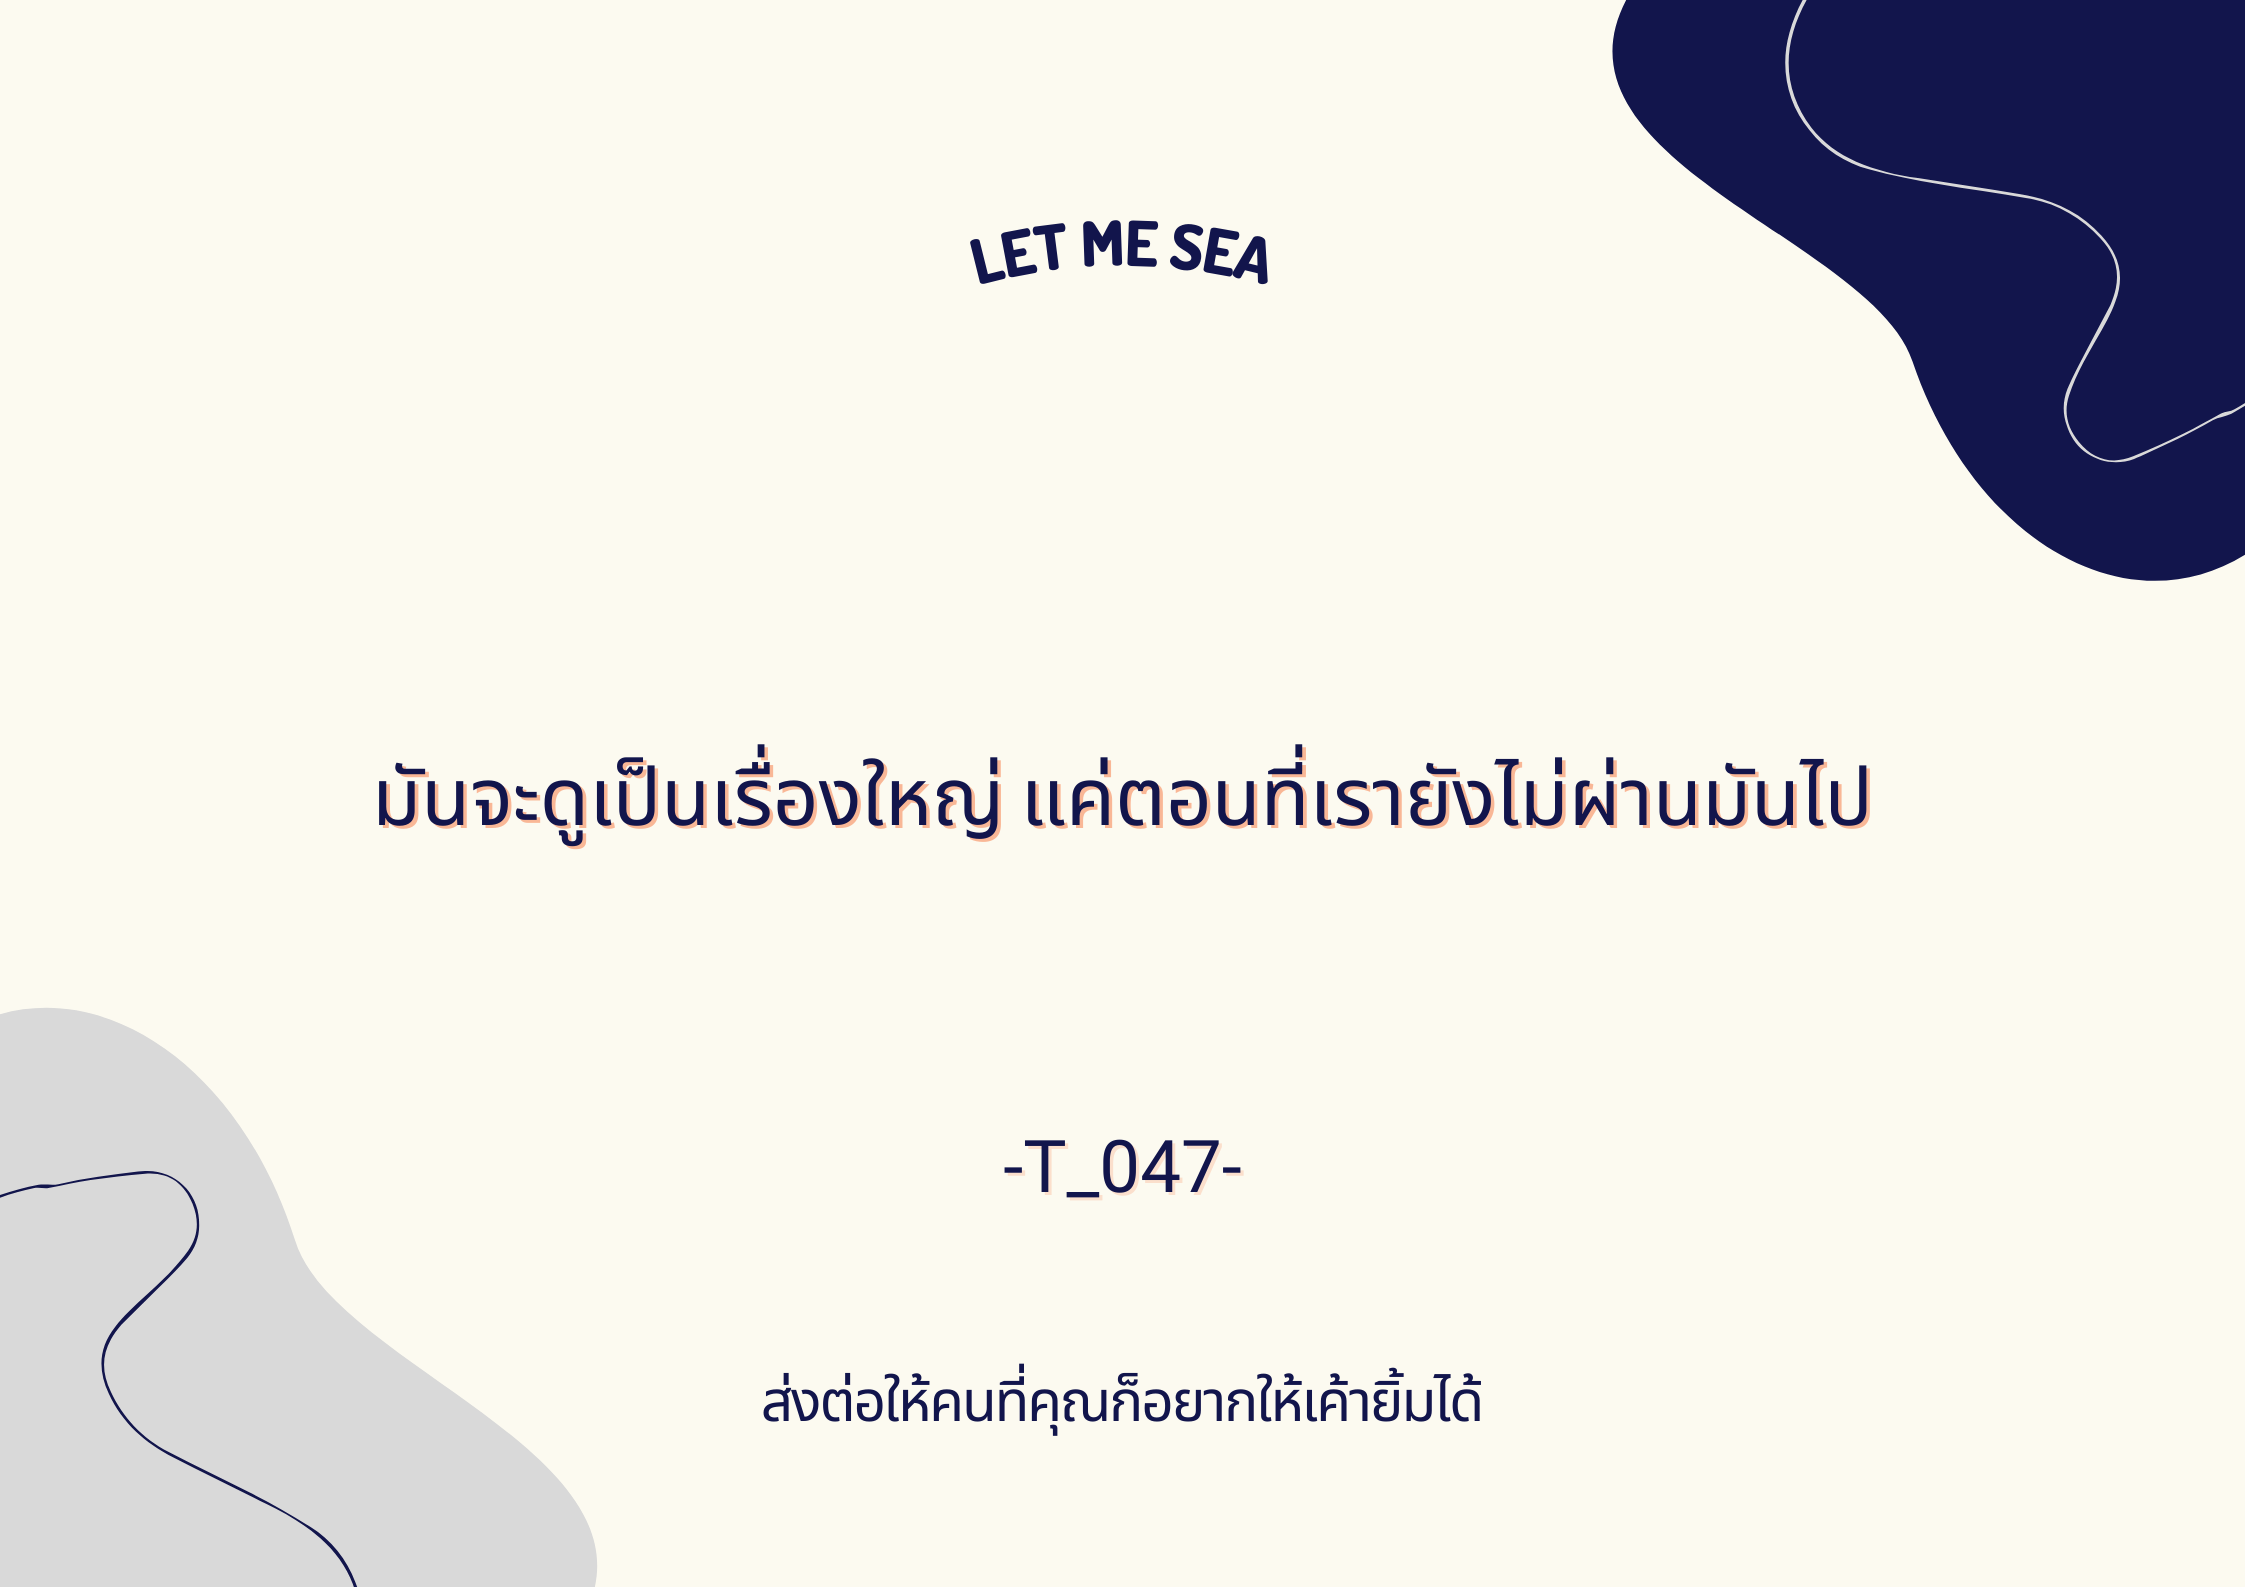 LET ME SEA
มันจะดูเป็นเรื่องใหญ่ แค่ตอนที่เรายังไม่ผ่านมันไป
-T_047-
ส่งต่อให้คนที่คุณก็อยากให้เค้ายิ้มได้